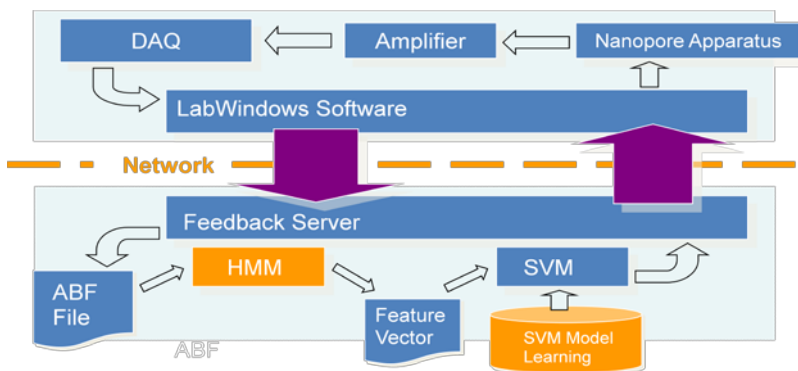 DAQ
Amplifier
Nanopore Apparatus
LabWindows Software
Network
Feedback Server
HMM
SVM
ABF
File
Feature
Vector
SVM Model
Learning
ABF